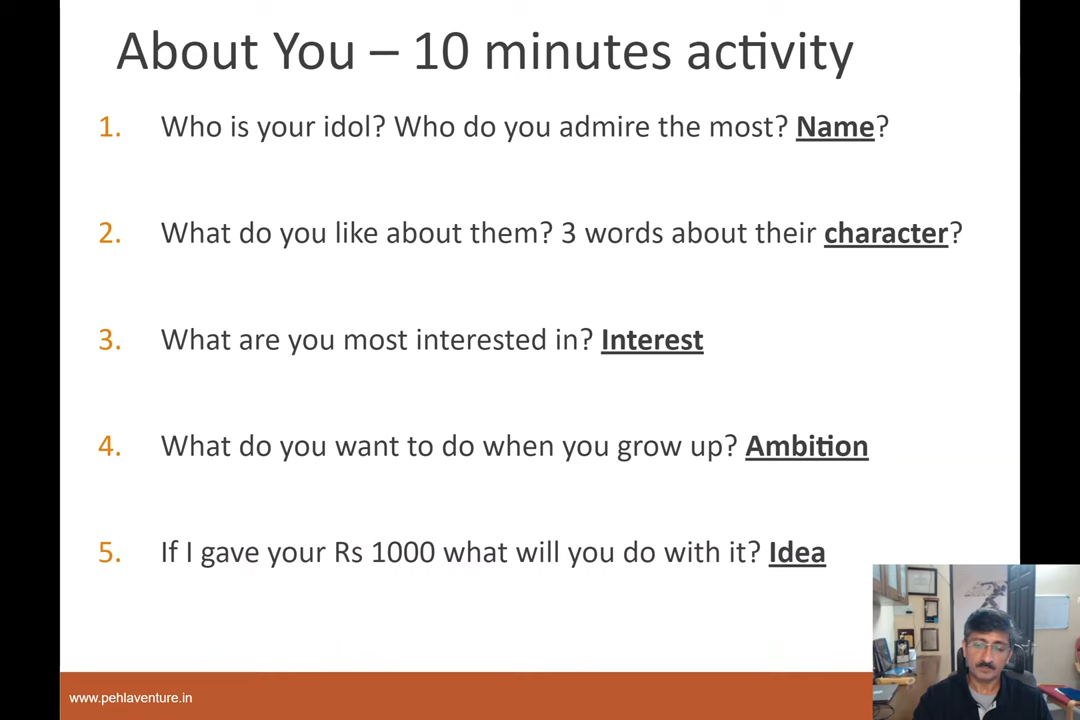 About You – 10 minutes activity
1. Who is your idol? Who do you admire the most? Name?
2. What do you like about them? 3 words about their character?
3. What are you most interested in? Interest
4. What do you want to do when you grow up? Ambition
5. If I gave your Rs 1000 what will you do with it? Idea
www.pehlaventure.in